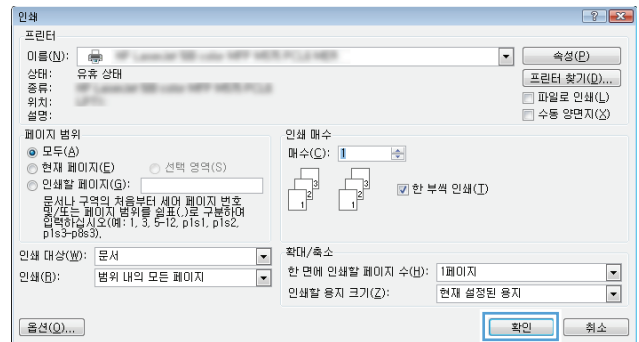 인쇄
프린터
이름(N):
속성(P)
상태: 유휴 상태
프린터 찾기(D)...
종류:
위치:
파일로 인쇄(L)
설명:
수동 양면지(X)
페이지 범위
모두(A)
현재 페이지(E) 선택 영역(S)
인쇄할 페이지(G):
문서나 구역의 처음부터 세어 페이지 번호
및/또는 페이지 범위를 쉼표(,)로 구분하여
입력하십시오(예: 1, 3, 5-12, p1s1, p1s2,
p1s3-p8s3).
인쇄 매수
매수(C): 1
3 3
2 2
1 1
한 부씩 인쇄(T)
인쇄 대상(W): 문서
인쇄(R): 범위 내의 모든 페이지
확대/축소
한 면에 인쇄할 페이지 수(H): 1페이지
인쇄할 용지 크기(Z): 현재 설정된 용지
옵션(O)... 확인 취소